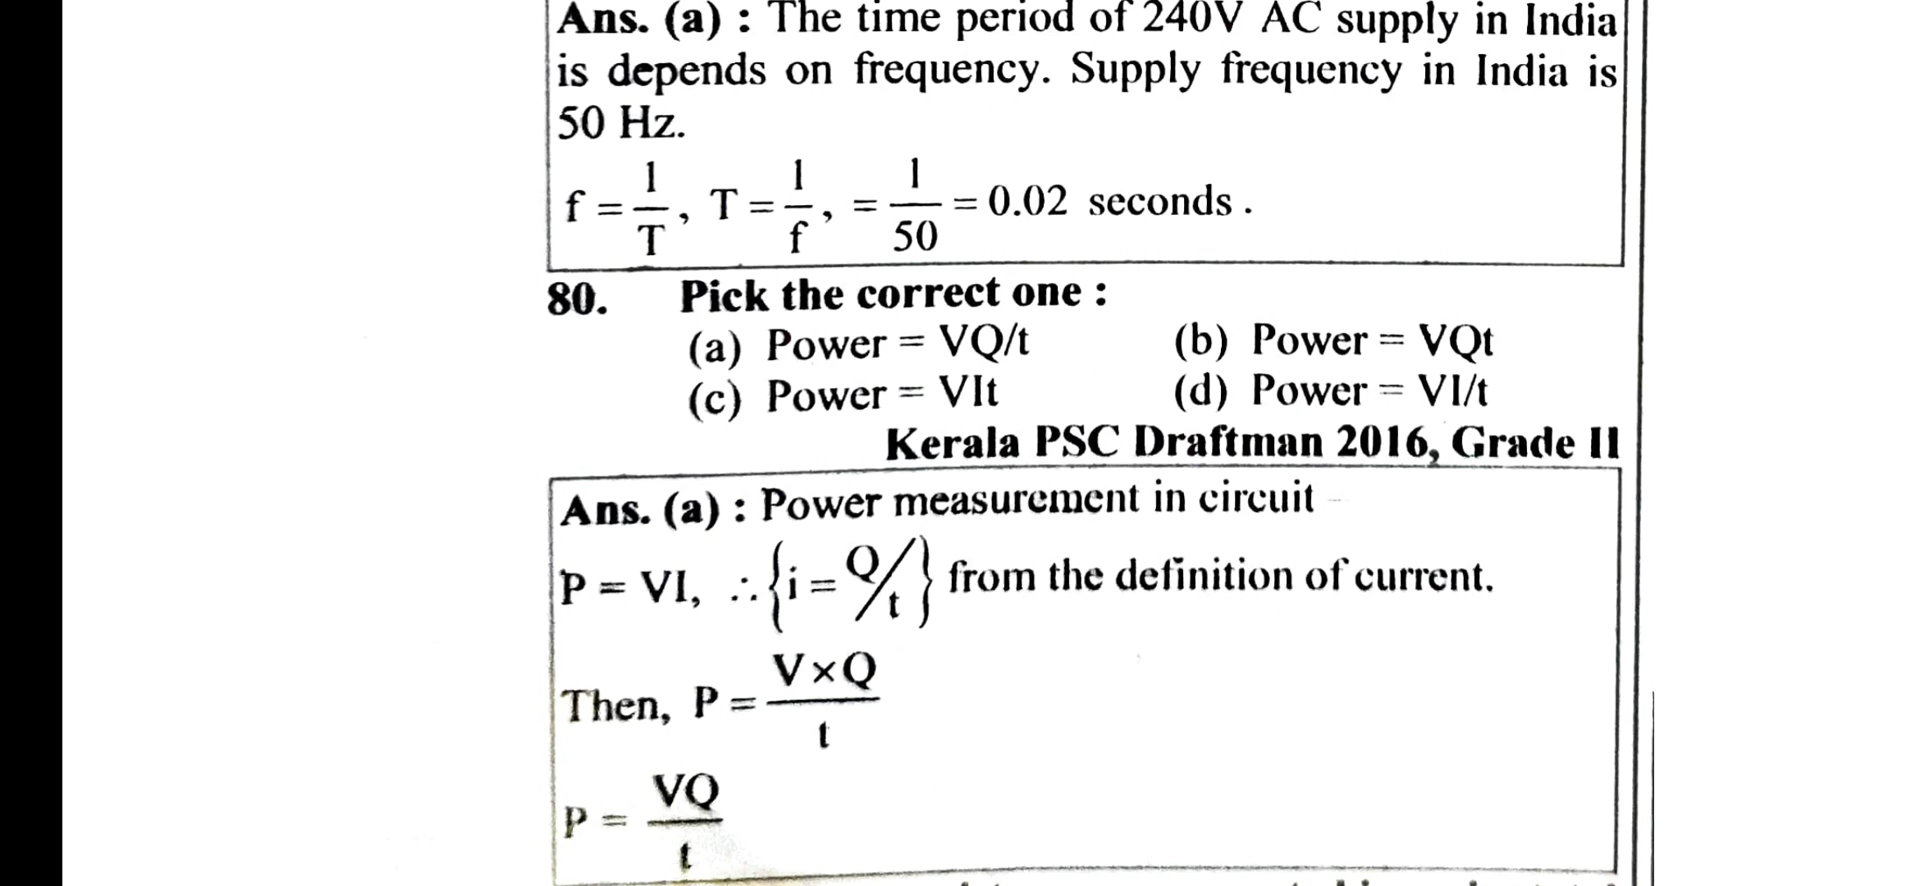 Ans. (a) : The time period of 240V AC supply in India
is depends on frequency. Supply frequency in India is
50 Hz.
f = 1/T, T = 1/f, = 1/50 = 0.02 seconds.
80. Pick the correct one :
(a) Power = VQ/t (b) Power = VQt
(c) Power = VIt (d) Power = VI/t
Kerala PSC Draftman 2016, Grade II
Ans. (a) : Power measurement in circuit –
P = VI, ∴ {i = Q/t} from the definition of current.
Then, P = V×Q/t
P = VQ/t